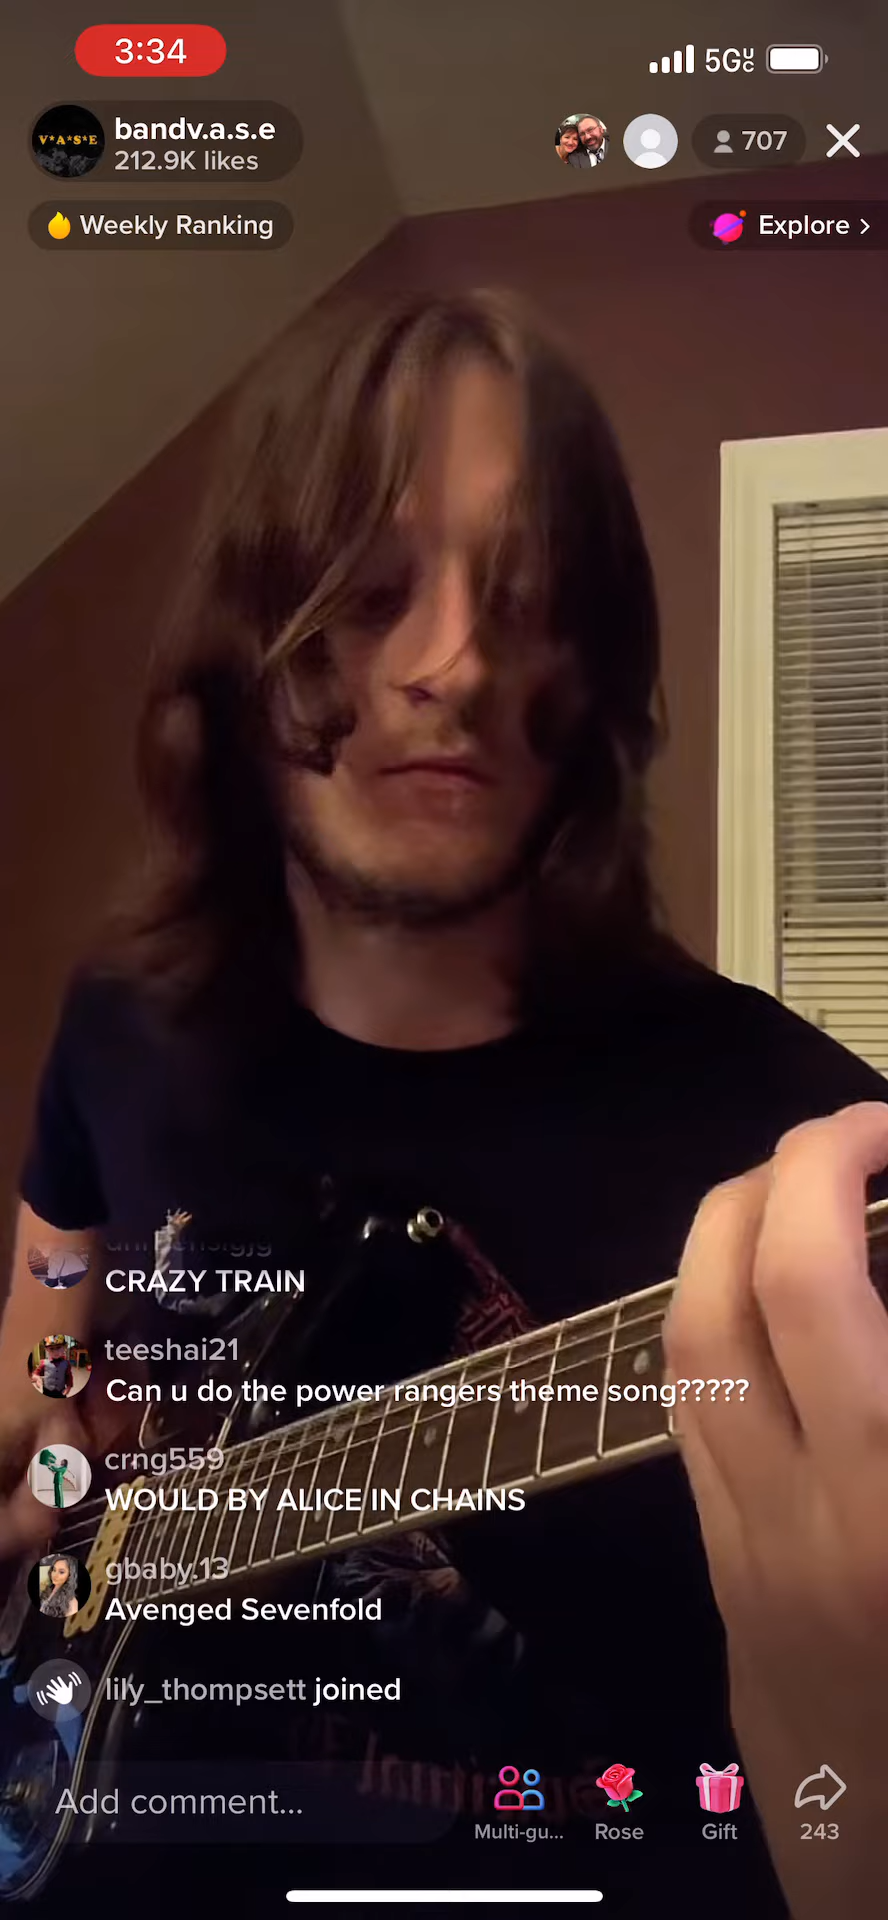 3:34
5GUC
bandv.a.s.e
V*A*S*E
212.9K likes
707
Weekly Ranking
Explore >
CRAZY TRAIN
teeshai21
Can u do the power rangers theme song?????
crng559
WOULD BY ALICE IN CHAINS
gbaby.13
Avenged Sevenfold
lily_thompsett joined
Add comment...
Multi-gu...
Rose
Gift
243